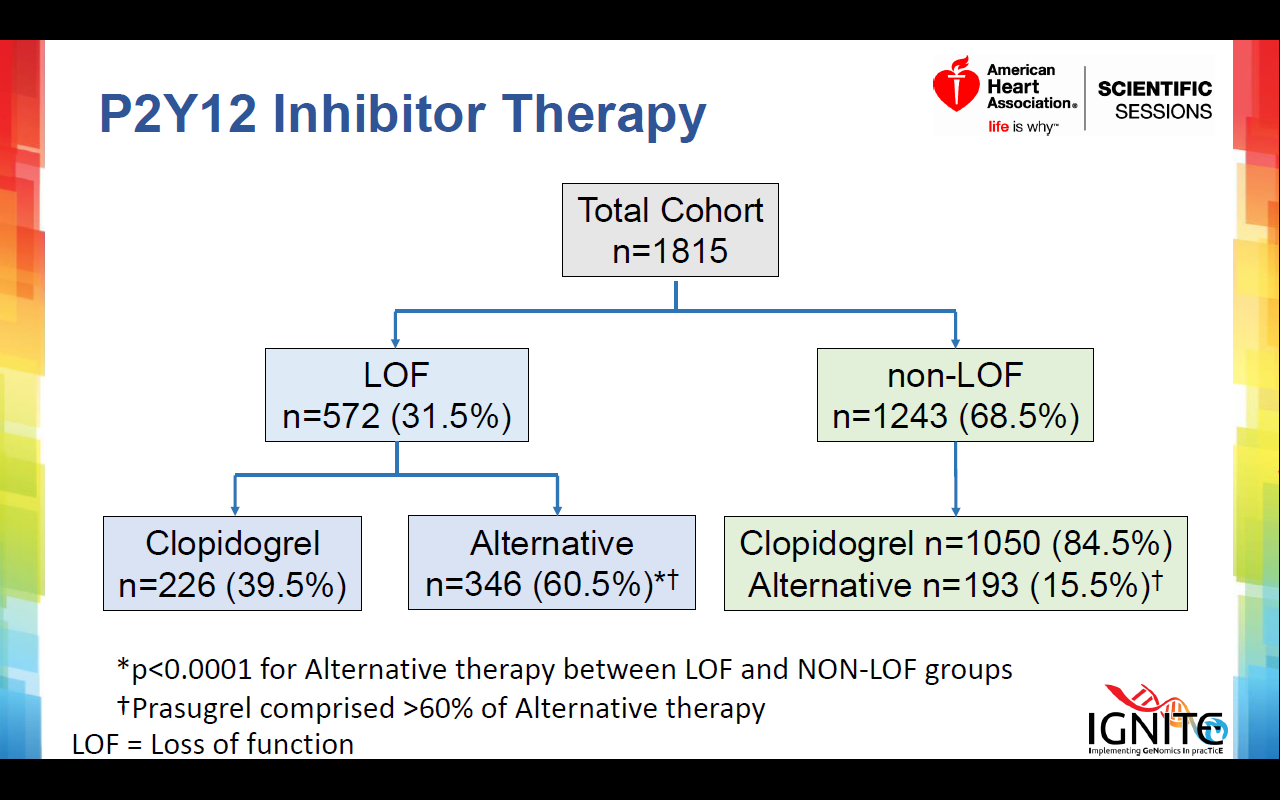 P2Y12 Inhibitor Therapy
American
Heart
Association®
life is why™
SCIENTIFIC
SESSIONS
Total Cohort
n=1815
LOF
n=572 (31.5%)
non-LOF
n=1243 (68.5%)
Clopidogrel
n=226 (39.5%)
Alternative
n=346 (60.5%)*†
Clopidogrel n=1050 (84.5%)
Alternative n=193 (15.5%)†
*p<0.0001 for Alternative therapy between LOF and NON-LOF groups
†Prasugrel comprised >60% of Alternative therapy
LOF = Loss of function
IGNITE
Implementing GeNomics In pracTicE